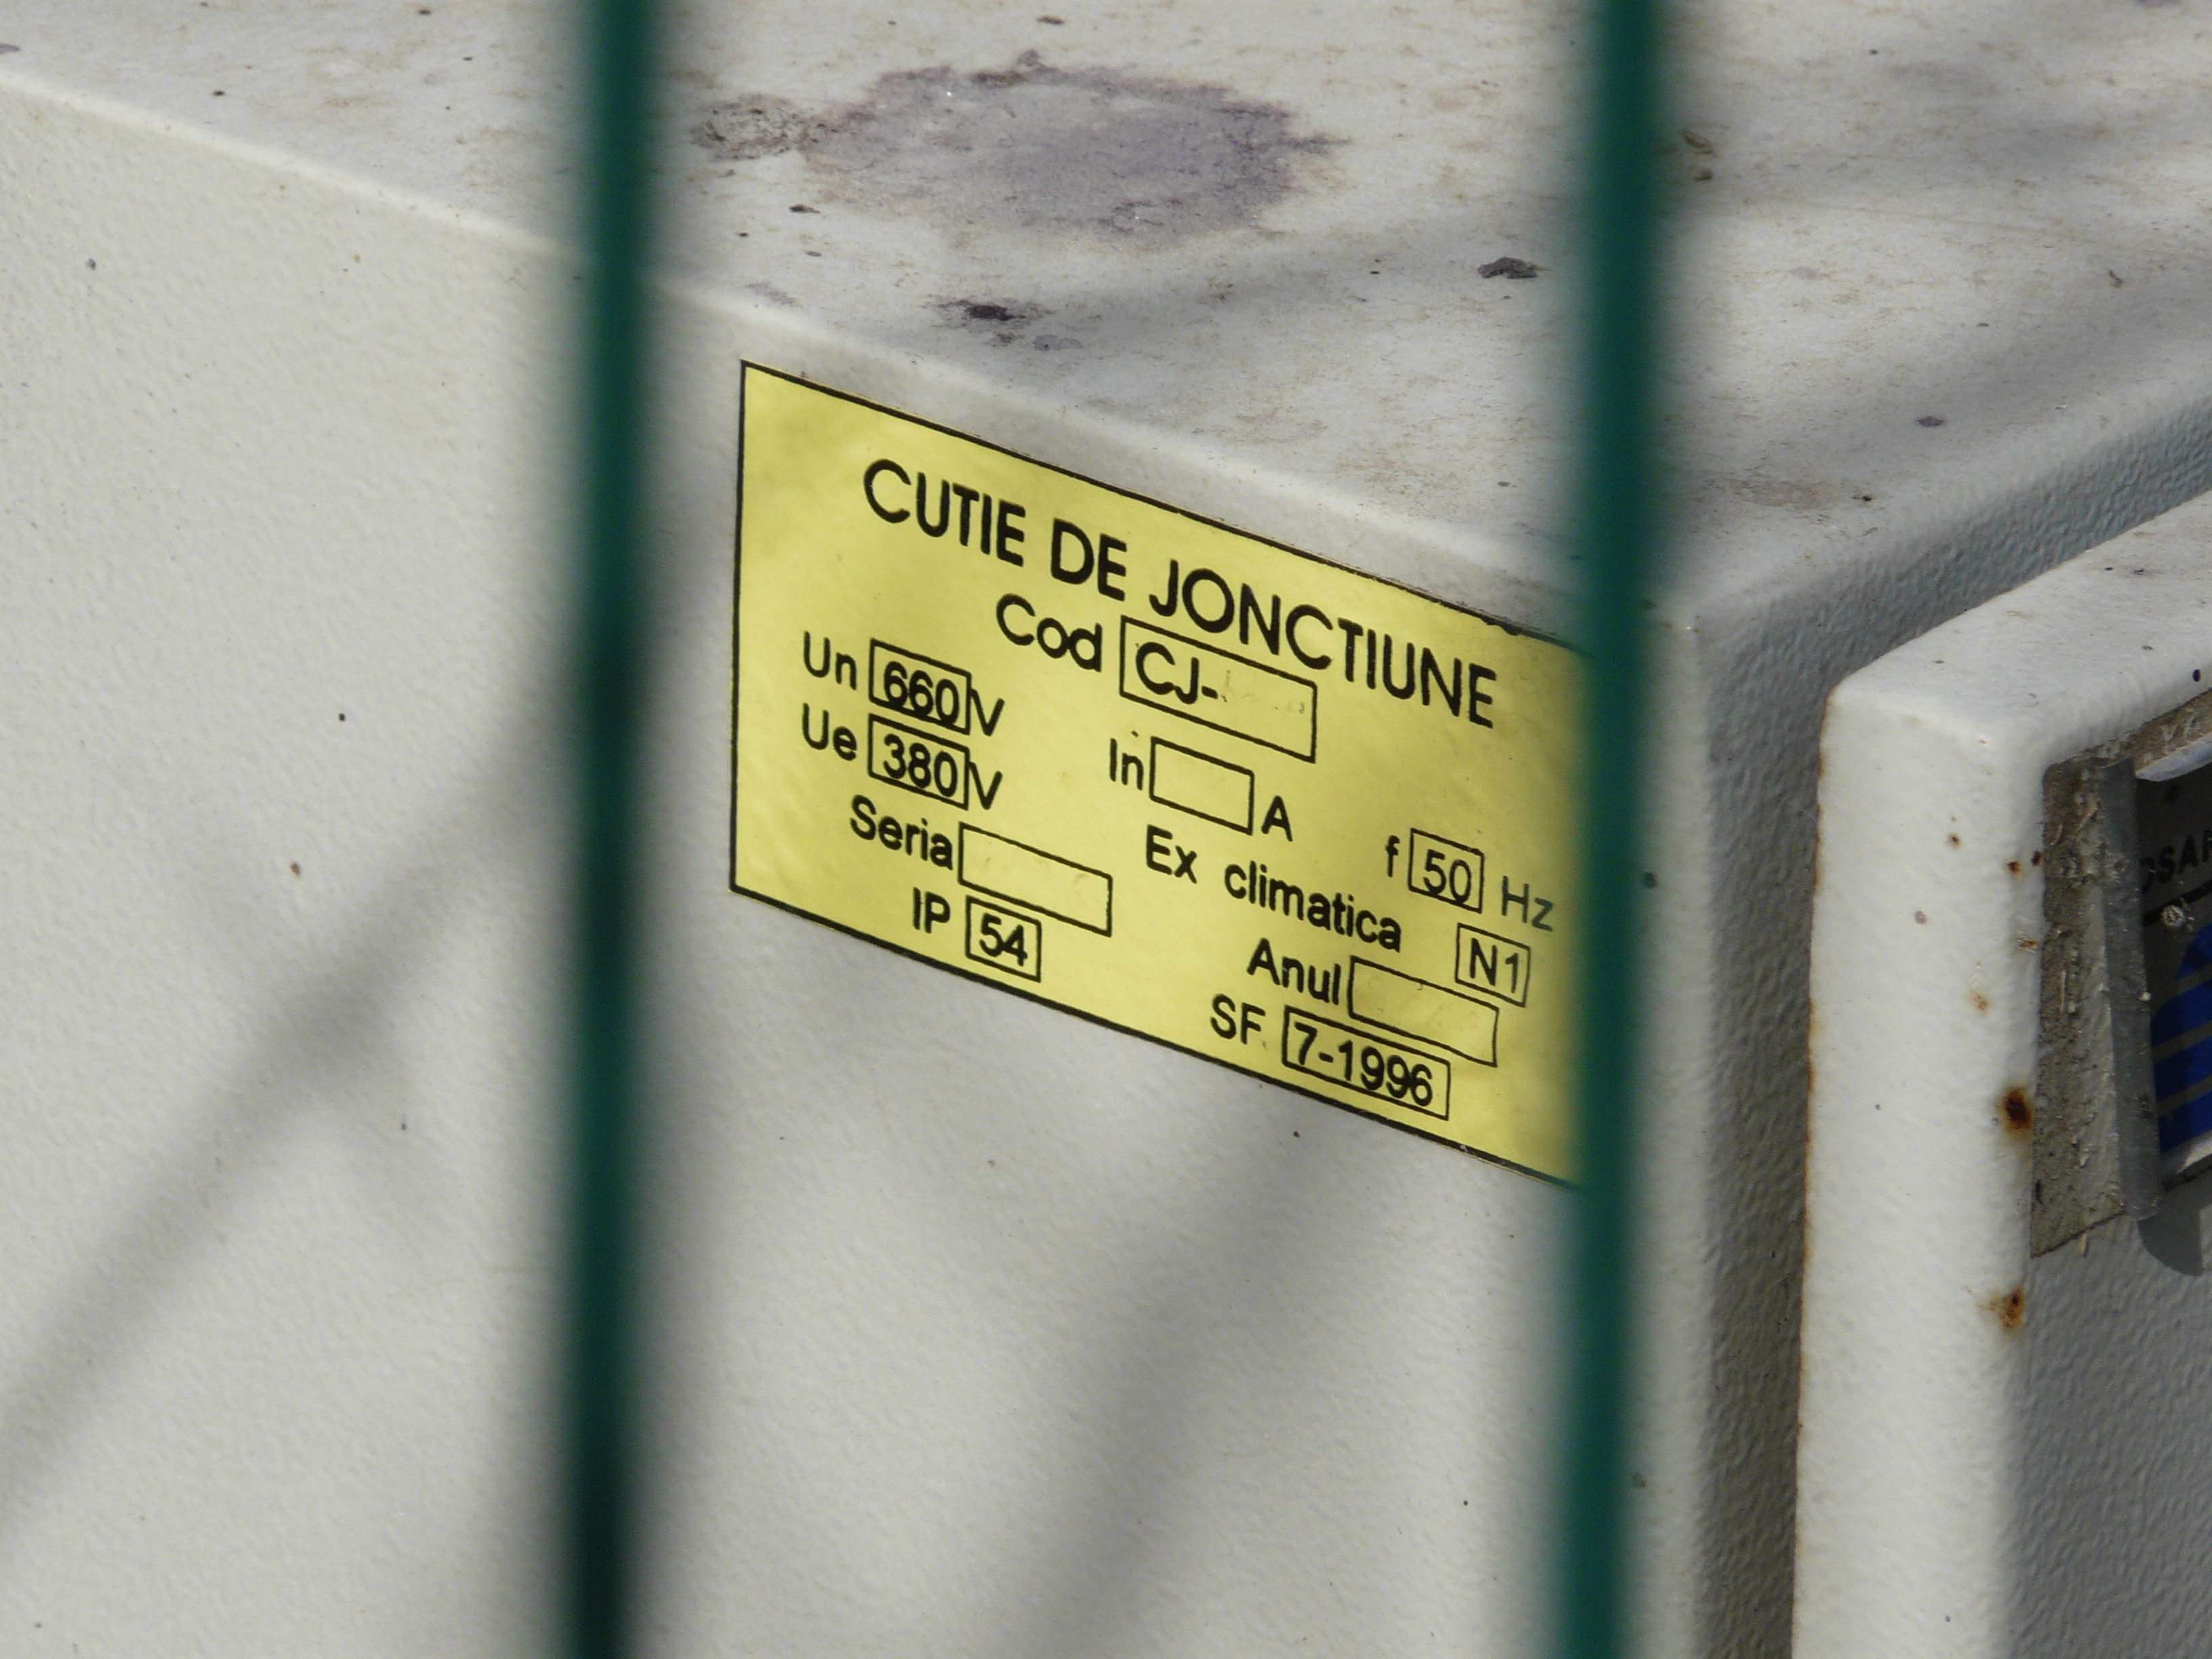 CUTIE DE JONCTIUNE
Cod CJ-
Un 660 V In A f 50 Hz
Ue 380 V Ex climatica N1
Seria Anul
IP 54 SF 7-1996